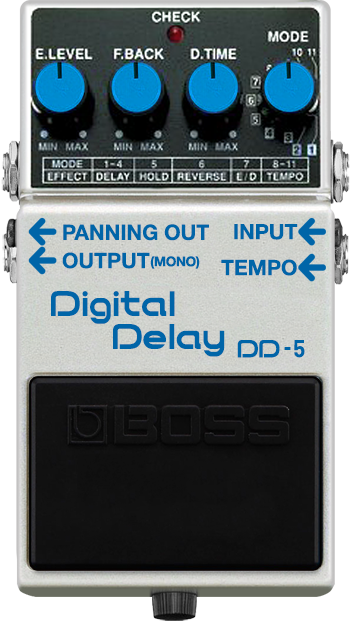 CHECK
MODE
E.LEVEL F.BACK D.TIME
10 11
7
6
5
4
3
2 1
MIN MAX MIN MAX MIN MAX
MODE 1-4 5 6 7 8-11
EFFECT DELAY HOLD REVERSE E/D TEMPO
PANNING OUT INPUT
OUTPUT(MONO) TEMPO
Digital
Delay DD-5
BOSS